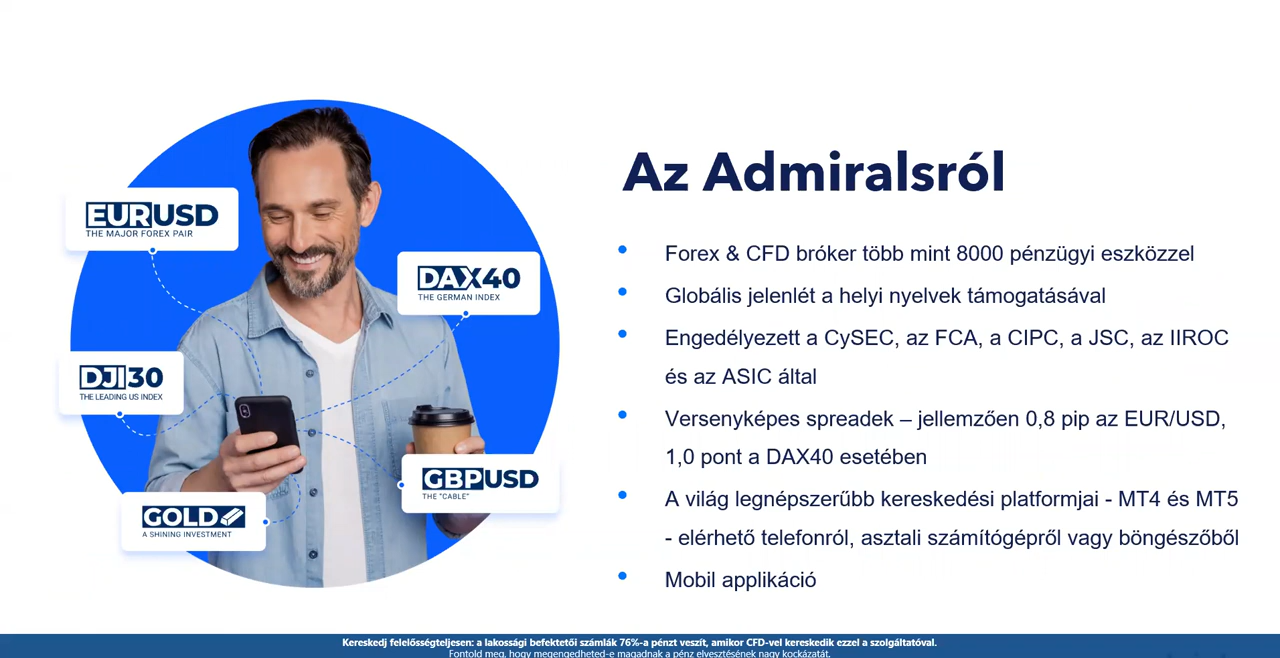 Az Admiralsról
EURUSD
THE MAJOR FOREX PAIR
DAX40
THE GERMAN INDEX
DJI30
THE LEADING US INDEX
GBPUSD
THE "CABLE"
GOLD
A SHINING INVESTMENT
Forex & CFD bróker több mint 8000 pénzügyi eszközzel
Globális jelenlét a helyi nyelvek támogatásával
Engedélyezett a CySEC, az FCA, a CIPC, a JSC, az IIROC
és az ASIC által
Versenyképes spreadek – jellemzően 0,8 pip az EUR/USD,
1,0 pont a DAX40 esetében
A világ legnépszerűbb kereskedési platformjai - MT4 és MT5
- elérhető telefonról, asztali számítógépről vagy böngészőből
Mobil applikáció
Kereskedj felelősségteljesen: a lakossági befektetői számlák 76%-a pénzt veszít, amikor CFD-vel kereskedik ezzel a szolgáltatóval.
Fontold meg, hogy megengedheted-e magadnak a pénz elvesztésének nagy kockázatát.